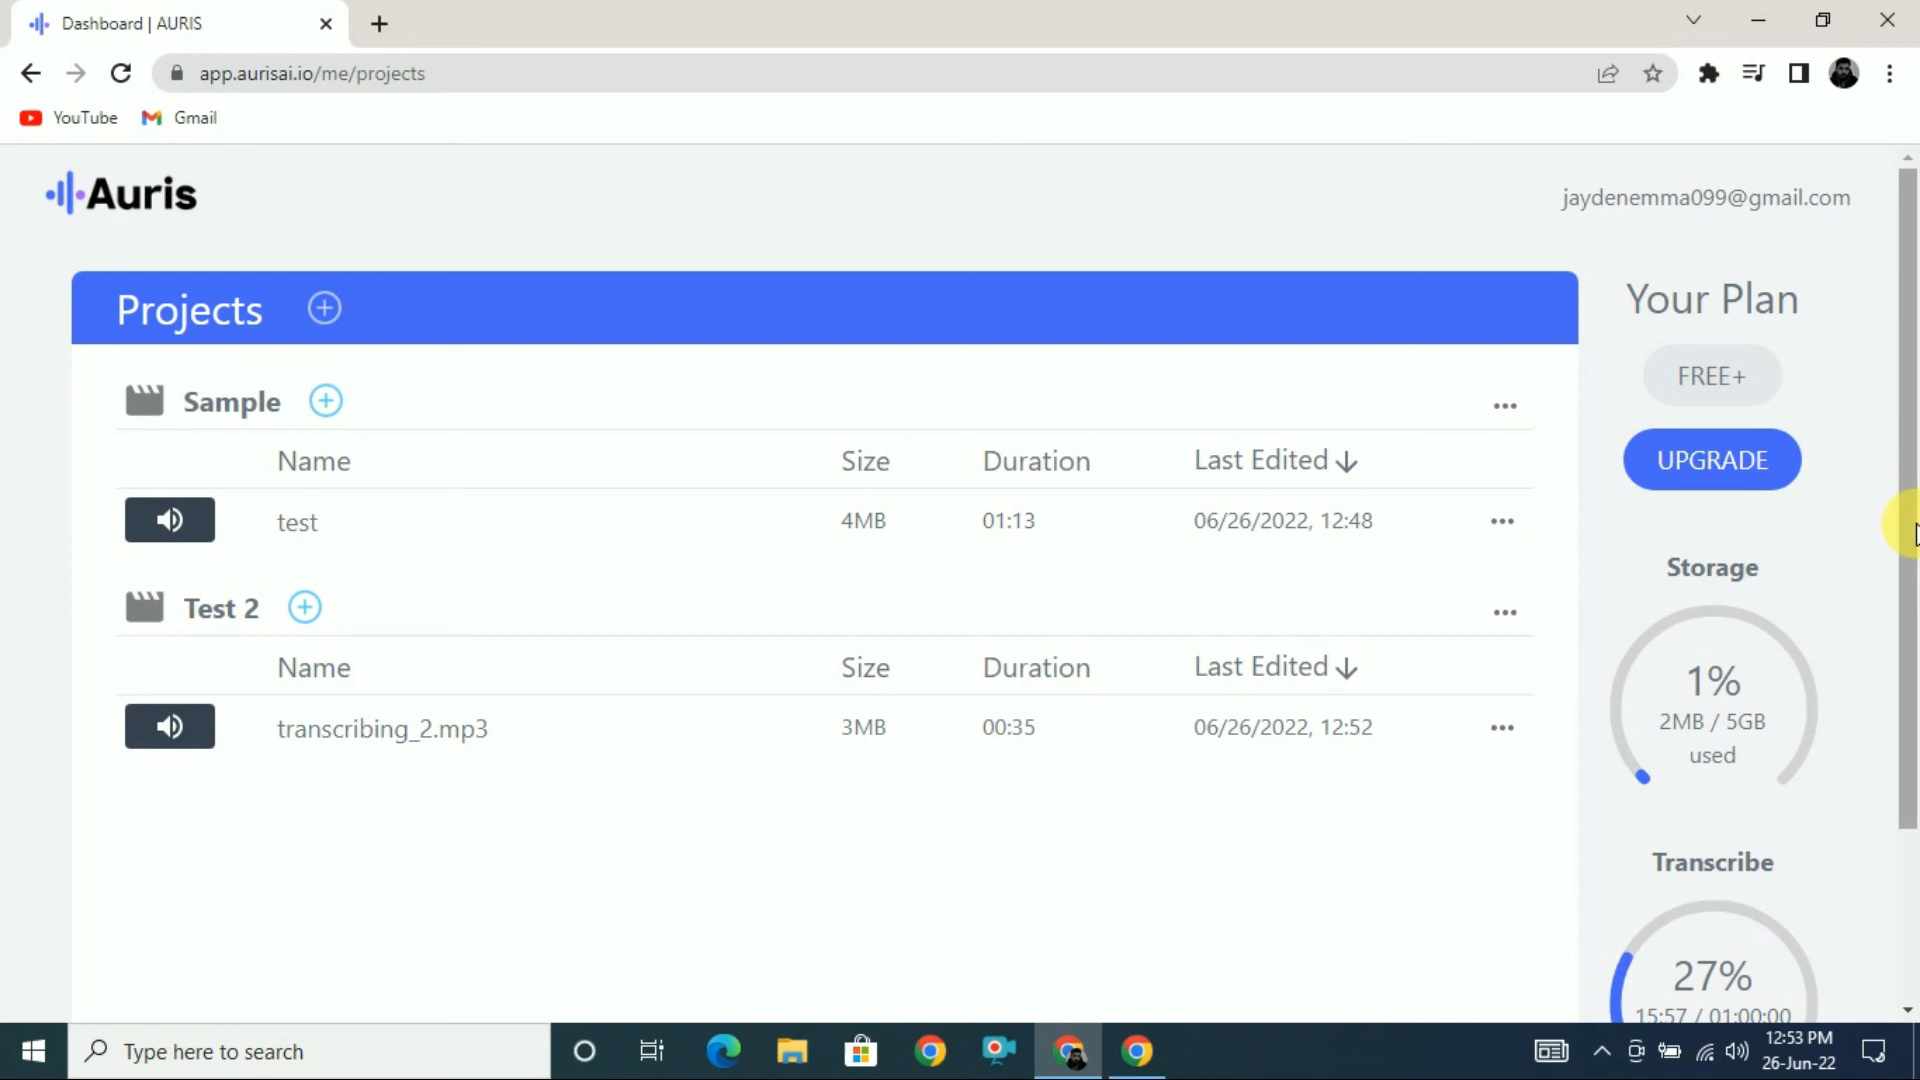 Dashboard | AURIS
app.aurisai.io/me/projects
YouTube
Gmail
Auris
jaydenemma099@gmail.com
Projects
Your Plan
FREE+
UPGRADE
Sample
Name Size Duration Last Edited
test 4MB 01:13 06/26/2022, 12:48
Test 2
Name Size Duration Last Edited
transcribing_2.mp3 3MB 00:35 06/26/2022, 12:52
Storage
1%
2MB / 5GB
used
Transcribe
27%
15:57 / 01:00:00
Type here to search
12:53 PM
26-Jun-22